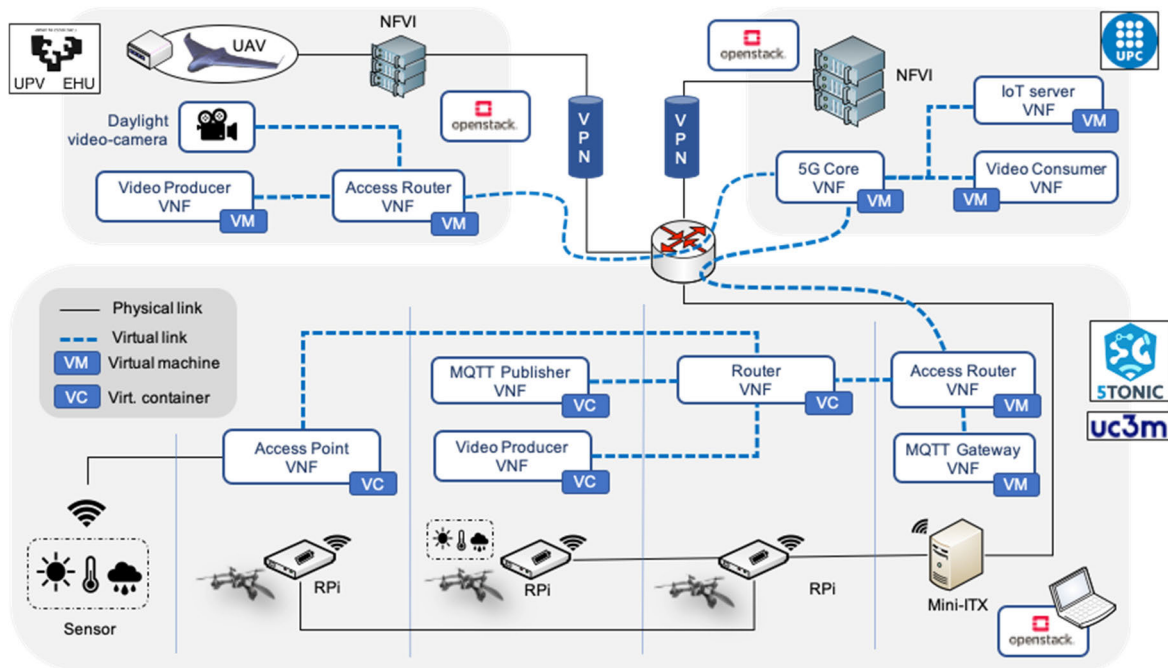 UPV EHU
UAV
NFVI
openstack.
Daylight
video-camera
Video Producer
VNF
VM
Access Router
VNF
VM
VPN
VPN
openstack.
NFVI
UPC
IoT server
VNF
VM
5G Core
VNF
VM
Video Consumer
VNF
VM
Physical link
Virtual link
VM Virtual machine
VC Virt. container
MQTT Publisher
VNF
VC
Router
VNF
VC
Access Router
VNF
VM
Access Point
VNF
VC
Video Producer
VNF
VC
MQTT Gateway
VNF
VM
5G
5TONIC
uc3m
Sensor
RPi
RPi
RPi
Mini-ITX
openstack.